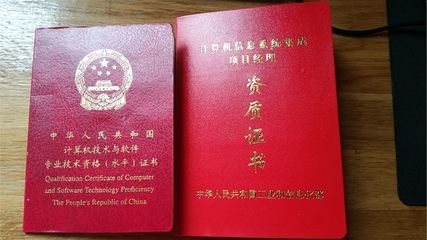 中华人民共和国
计算机技术与软件
专业技术资格（水平）证书
Qualification Certificate of Computer
and Software Technology Proficiency
The People's Republic of China
计算机信息系统集成
项目经理
资质证书
中华人民共和国工业和信息化部